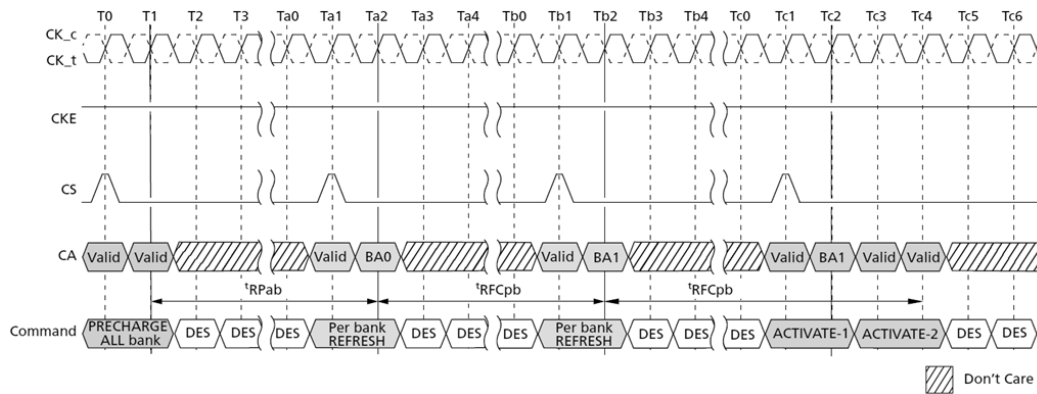 T0 T1 T2 T3 Ta0 Ta1 Ta2 Ta3 Ta4 Tb0 Tb1 Tb2 Tb3 Tb4 Tc0 Tc1 Tc2 Tc3 Tc4 Tc5 Tc6
CK_c
CK_t
CKE
CS
CA Valid Valid Valid BA0 Valid BA1 Valid BA1 Valid Valid
tRPab tRFCpb tRFCpb
Command PRECHARGE ALL bank DES DES DES Per bank REFRESH DES DES DES Per bank REFRESH DES DES DES ACTIVATE-1 ACTIVATE-2 DES DES
Don't Care